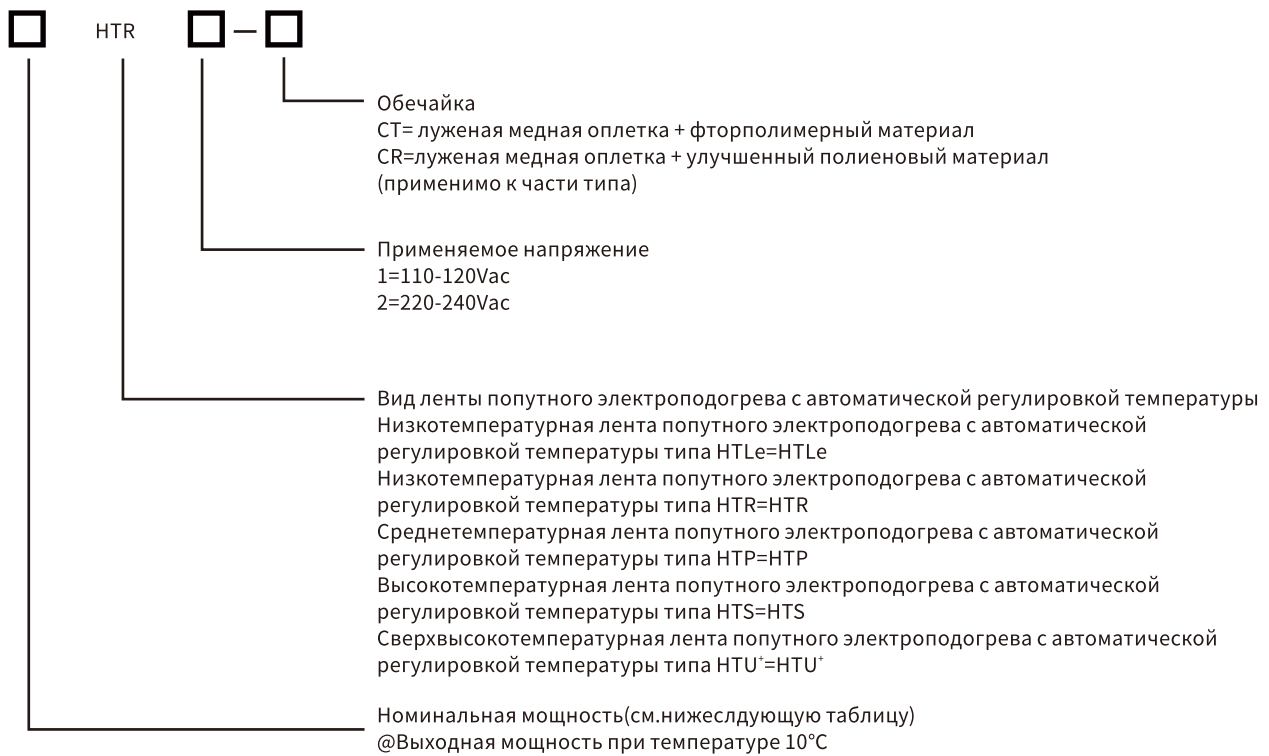 HTR
Обечайка
CT= луженая медная оплетка + фторполимерный материал
CR=луженая медная оплетка + улучшенный полиеновый материал
(применимо к части типа)
Применяемое напряжение
1=110-120Vac
2=220-240Vac
Вид ленты попутного электроподогрева с автоматической регулировкой температуры
Низкотемпературная лента попутного электроподогрева с автоматической
регулировкой температуры типа HTLe=HTLe
Низкотемпературная лента попутного электроподогрева с автоматической
регулировкой температуры типа HTR=HTR
Среднетемпературная лента попутного электроподогрева с автоматической
регулировкой температуры типа HTP=HTP
Высокотемпературная лента попутного электроподогрева с автоматической
регулировкой температуры типа HTS=HTS
Сверхвысокотемпературная лента попутного электроподогрева с автоматической
регулировкой температуры типа HTU⁺=HTU⁺
Номинальная мощность(см.нижеслдующую таблицу)
@Выходная мощность при температуре 10℃